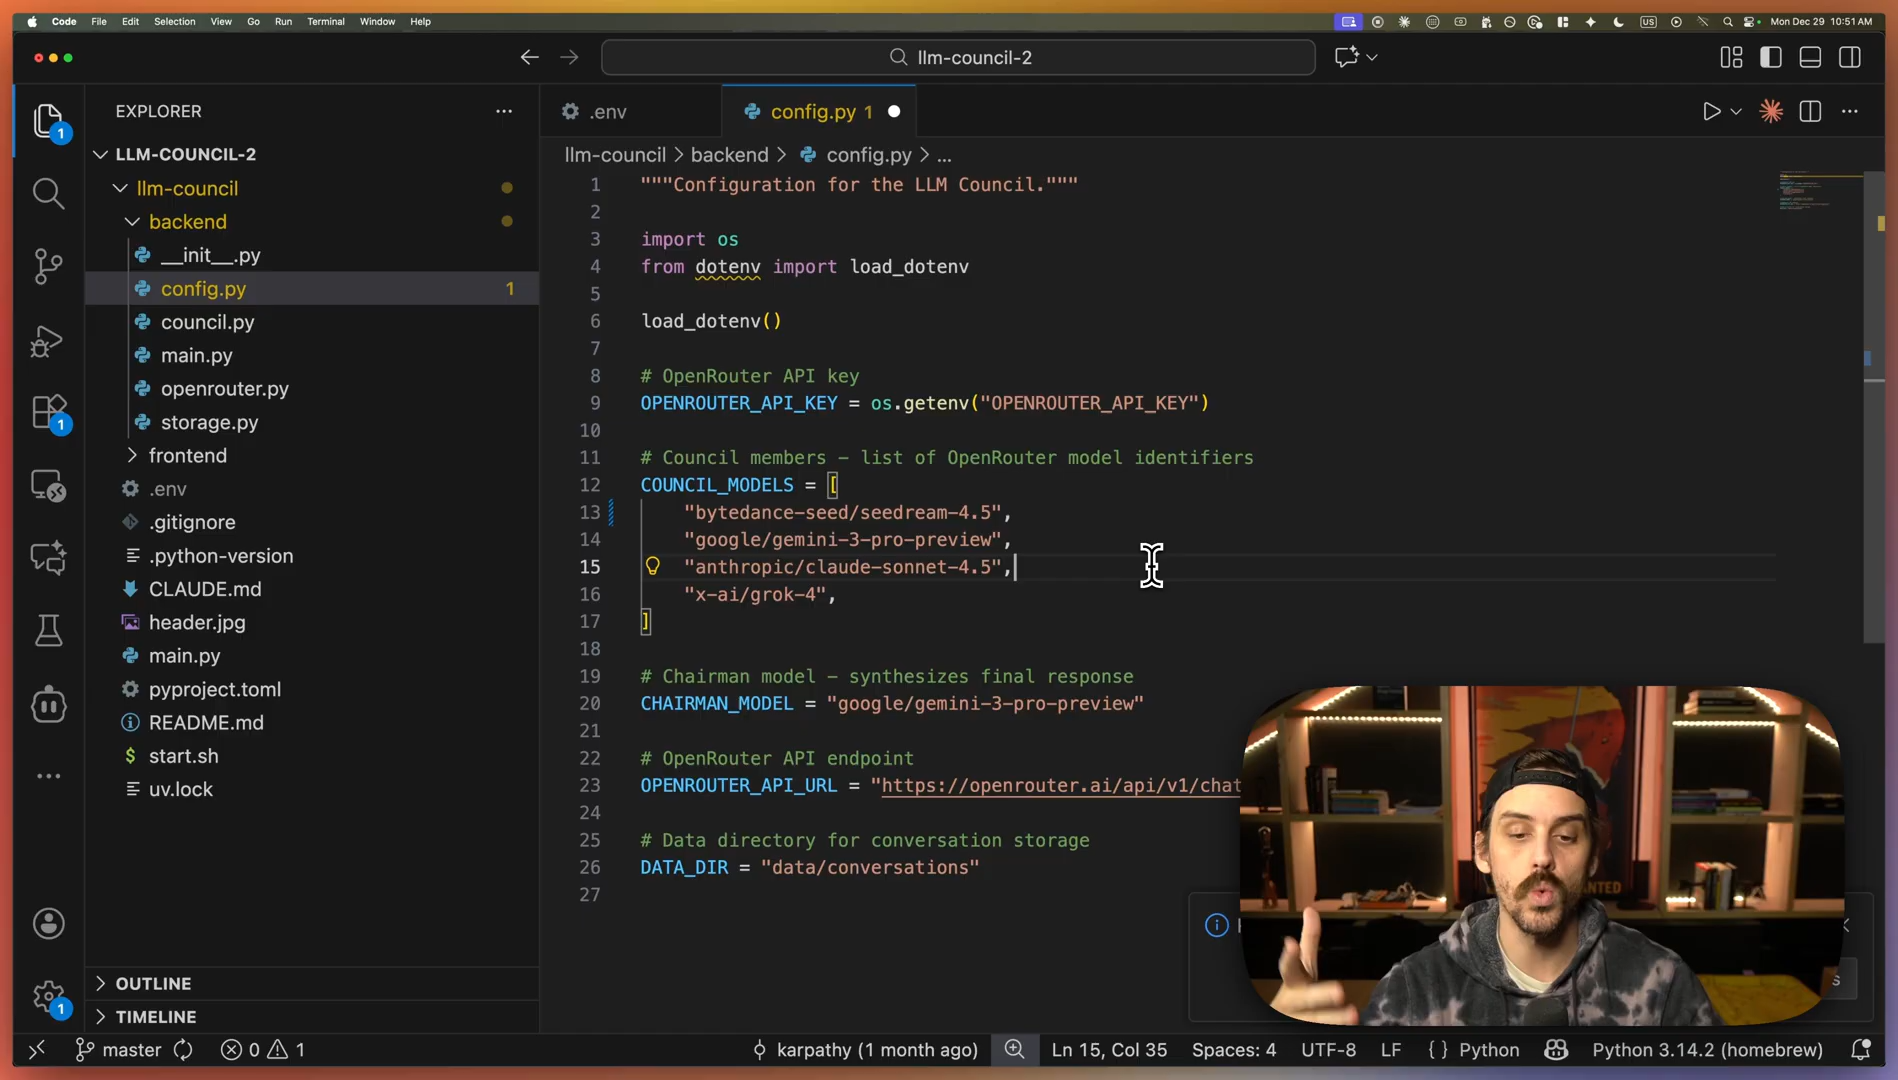 Code File Edit Selection View Go Run Terminal Window Help
US Mon Dec 29 10:51 AM
llm-council-2
EXPLORER
.env
config.py 1
LLM-COUNCIL-2
llm-council > backend > config.py > ...
llm-council
backend
__init__.py
config.py 1
council.py
main.py
openrouter.py
storage.py
frontend
.env
.gitignore
.python-version
CLAUDE.md
header.jpg
main.py
pyproject.toml
README.md
$ start.sh
uv.lock
OUTLINE
TIMELINE
1
1
1
1 """Configuration for the LLM Council."""
2
3 import os
4 from dotenv import load_dotenv
5
6 load_dotenv()
7
8 # OpenRouter API key
9 OPENROUTER_API_KEY = os.getenv("OPENROUTER_API_KEY")
10
11 # Council members – list of OpenRouter model identifiers
12 COUNCIL_MODELS = [
13 "bytedance-seed/seedream-4.5",
14 "google/gemini-3-pro-preview",
15 "anthropic/claude-sonnet-4.5",
16 "x-ai/grok-4",
17 ]
18
19 # Chairman model – synthesizes final response
20 CHAIRMAN_MODEL = "google/gemini-3-pro-preview"
21
22 # OpenRouter API endpoint
23 OPENROUTER_API_URL = "https://openrouter.ai/api/v1/chat
24
25 # Data directory for conversation storage
26 DATA_DIR = "data/conversations"
27
master 0 1 karpathy (1 month ago) Ln 15, Col 35 Spaces: 4 UTF-8 LF {} Python Python 3.14.2 (homebrew)